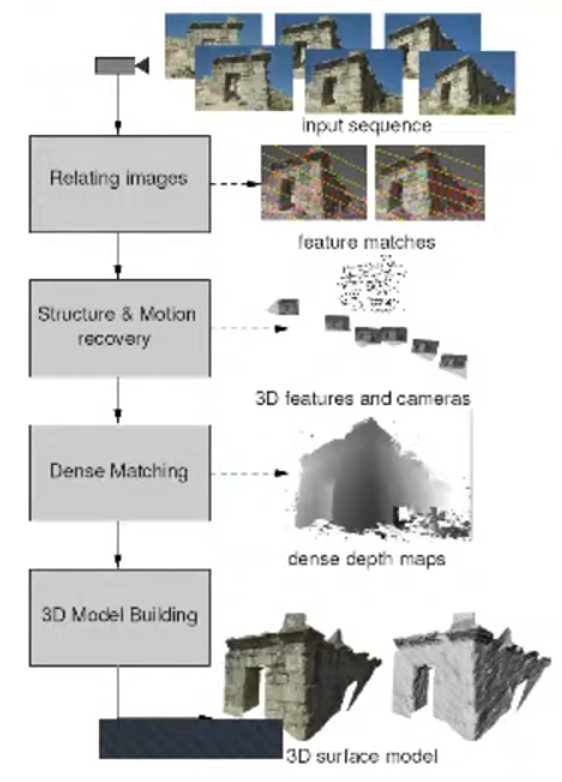 input sequence
Relating images
feature matches
Structure & Motion
recovery
3D features and cameras
Dense Matching
dense depth maps
3D Model Building
3D surface model